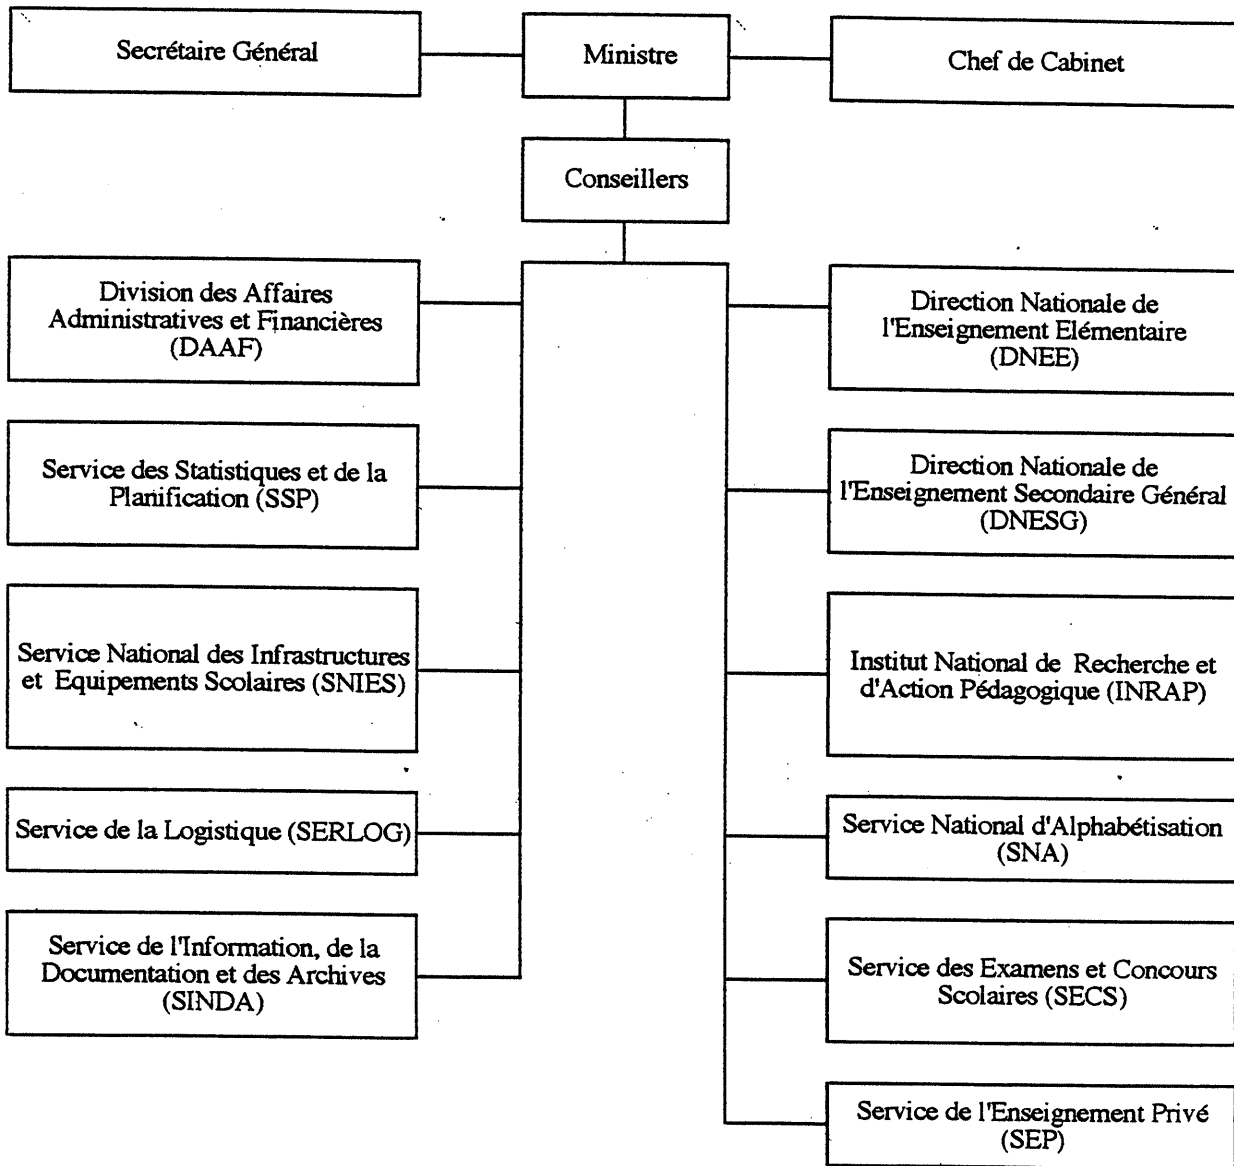 Secrétaire Général
Ministre
Chef de Cabinet
Conseillers
Division des Affaires
Administratives et Financières
(DAAF)
Direction Nationale de
l'Enseignement Elémentaire
(DNEE)
Service des Statistiques et de la
Planification (SSP)
Direction Nationale de
l'Enseignement Secondaire Général
(DNESG)
Service National des Infrastructures
et Equipements Scolaires (SNIES)
Institut National de Recherche et
d'Action Pédagogique (INRAP)
Service de la Logistique (SERLOG)
Service National d'Alphabétisation
(SNA)
Service de l'Information, de la
Documentation et des Archives
(SINDA)
Service des Examens et Concours
Scolaires (SECS)
Service de l'Enseignement Privé
(SEP)